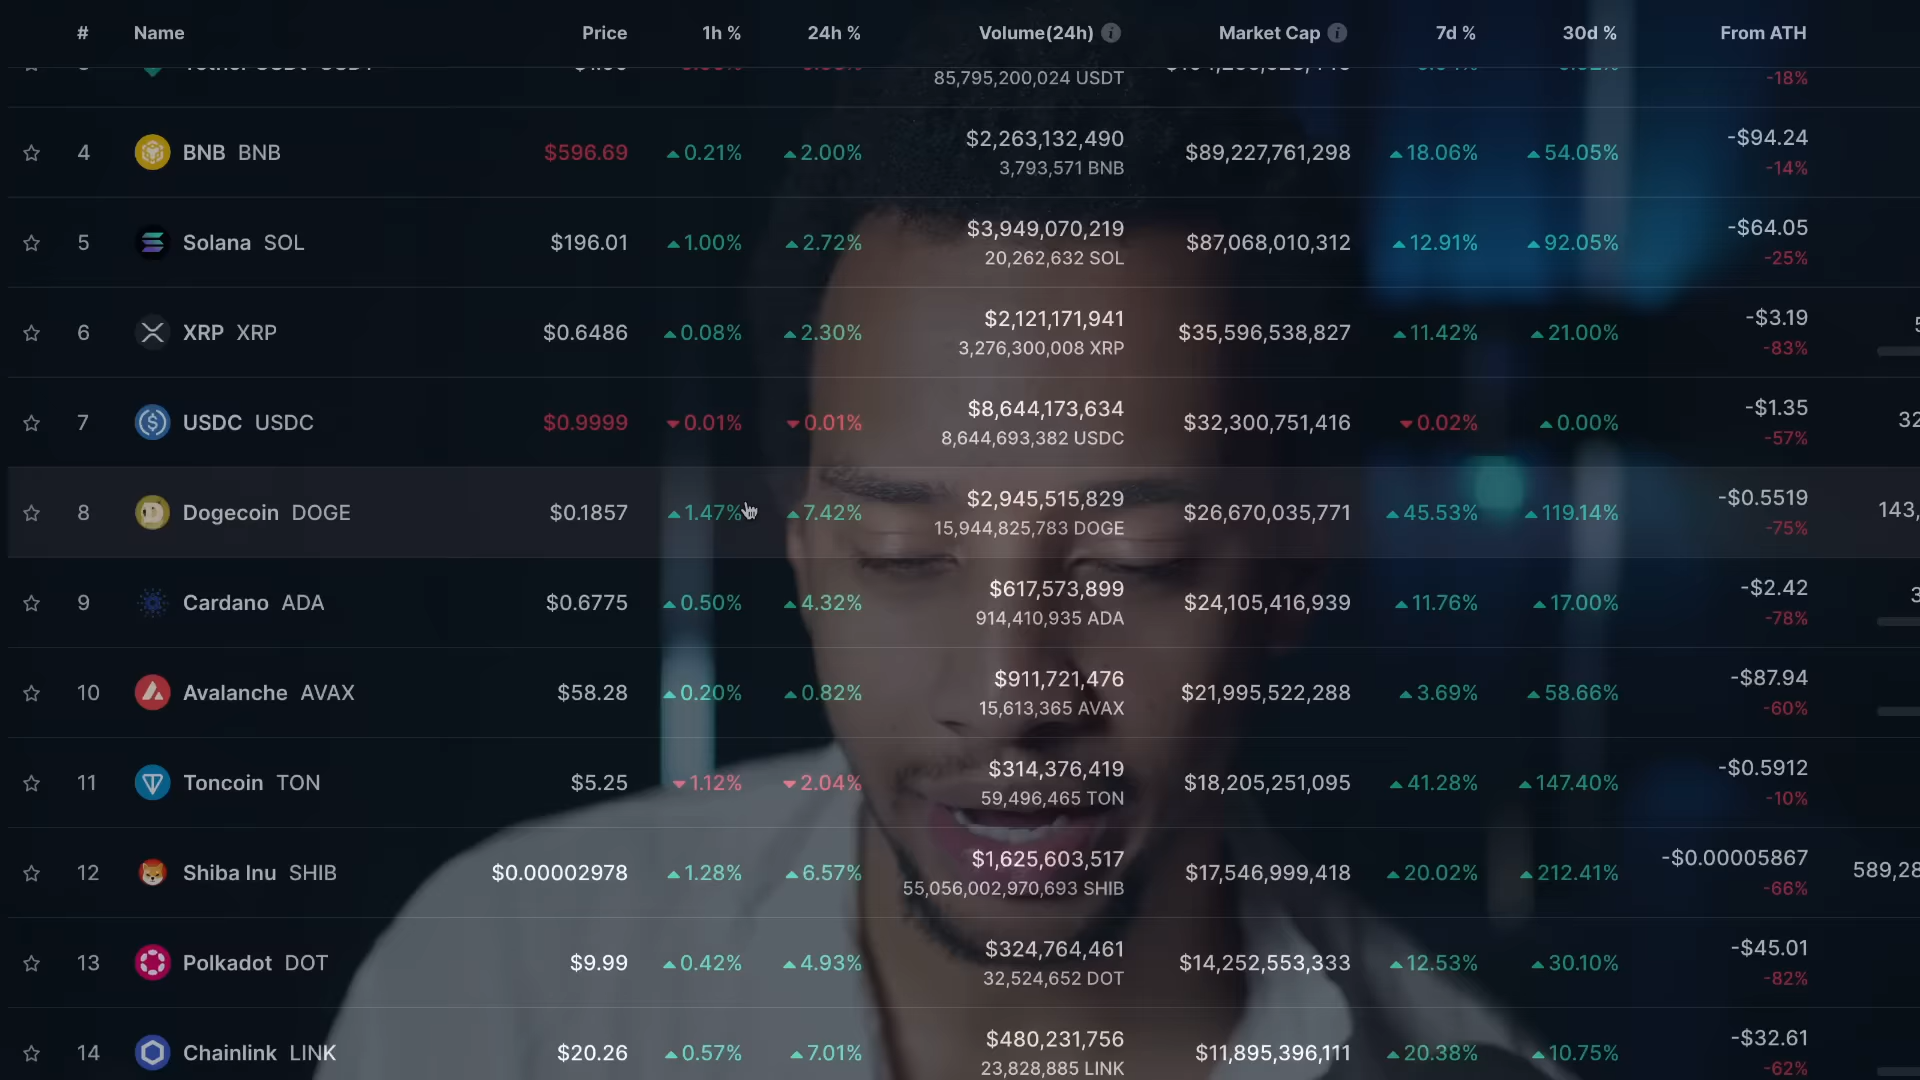 # Name Price 1h % 24h % Volume(24h) Market Cap 7d % 30d % From ATH
85,795,200,024 USDT -18%
4 BNB BNB $596.69 0.21% 2.00% $2,263,132,490 $89,227,761,298 18.06% 54.05% -$94.24
3,793,571 BNB -14%
5 Solana SOL $196.01 1.00% 2.72% $3,949,070,219 $87,068,010,312 12.91% 92.05% -$64.05
20,262,632 SOL -25%
6 XRP XRP $0.6486 0.08% 2.30% $2,121,171,941 $35,596,538,827 11.42% 21.00% -$3.19
3,276,300,008 XRP -83%
7 USDC USDC $0.9999 0.01% 0.01% $8,644,173,634 $32,300,751,416 0.02% 0.00% -$1.35
8,644,693,382 USDC -57%
8 Dogecoin DOGE $0.1857 1.47% 7.42% $2,945,515,829 $26,670,035,771 45.53% 119.14% -$0.5519
15,944,825,783 DOGE -75%
9 Cardano ADA $0.6775 0.50% 4.32% $617,573,899 $24,105,416,939 11.76% 17.00% -$2.42
914,410,935 ADA -78%
10 Avalanche AVAX $58.28 0.20% 0.82% $911,721,476 $21,995,522,288 3.69% 58.66% -$87.94
15,613,365 AVAX -60%
11 Toncoin TON $5.25 1.12% 2.04% $314,376,419 $18,205,251,095 41.28% 147.40% -$0.5912
59,496,465 TON -10%
12 Shiba Inu SHIB $0.00002978 1.28% 6.57% $1,625,603,517 $17,546,999,418 20.02% 212.41% -$0.00005867
55,056,002,970,693 SHIB -66%
13 Polkadot DOT $9.99 0.42% 4.93% $324,764,461 $14,252,553,333 12.53% 30.10% -$45.01
32,524,652 DOT -82%
14 Chainlink LINK $20.26 0.57% 7.01% $480,231,756 $11,895,396,111 20.38% 10.75% -$32.61
23,828,885 LINK -62%